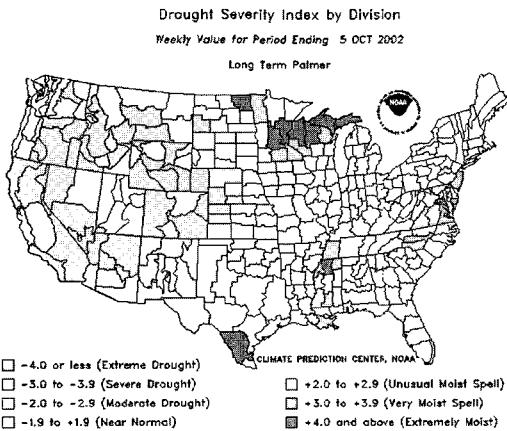 Drought Severity Index by Division
Weekly Value for Period Ending 5 OCT 2002
Long Term Palmer
NOAA
CLIMATE PREDICTION CENTER, NOAA
-4.0 or less (Extreme Drought)
-3.0 to -3.9 (Severe Drought)
-2.0 to -2.9 (Moderate Drought)
-1.9 to +1.9 (Near Normal)
+2.0 to +2.9 (Unusual Moist Spell)
+3.0 to +3.9 (Very Moist Spell)
+4.0 and above (Extremely Moist)